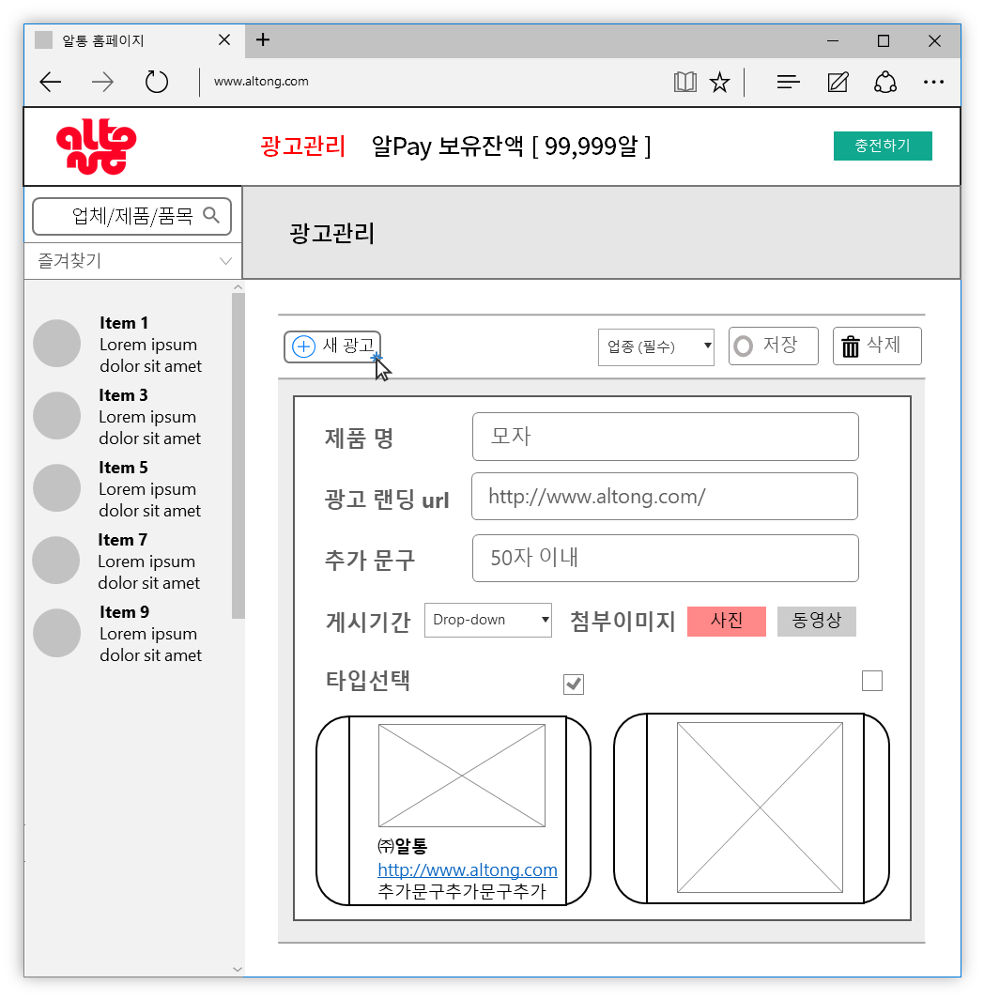 알통 홈페이지
www.altong.com
alto
광고관리 알Pay 보유잔액 [ 99,999알 ]
충전하기
업체/제품/품목
즐겨찾기
광고관리
Item 1
Lorem ipsum
dolor sit amet
Item 3
Lorem ipsum
dolor sit amet
Item 5
Lorem ipsum
dolor sit amet
Item 7
Lorem ipsum
dolor sit amet
Item 9
Lorem ipsum
dolor sit amet
새 광고
업종 (필수)
저장
삭제
제품 명 모자
광고 랜딩 url http://www.altong.com/
추가 문구 50자 이내
게시기간 Drop-down 첨부이미지 사진 동영상
타입선택
㈜알통
http://www.altong.com
추가문구추가문구추가